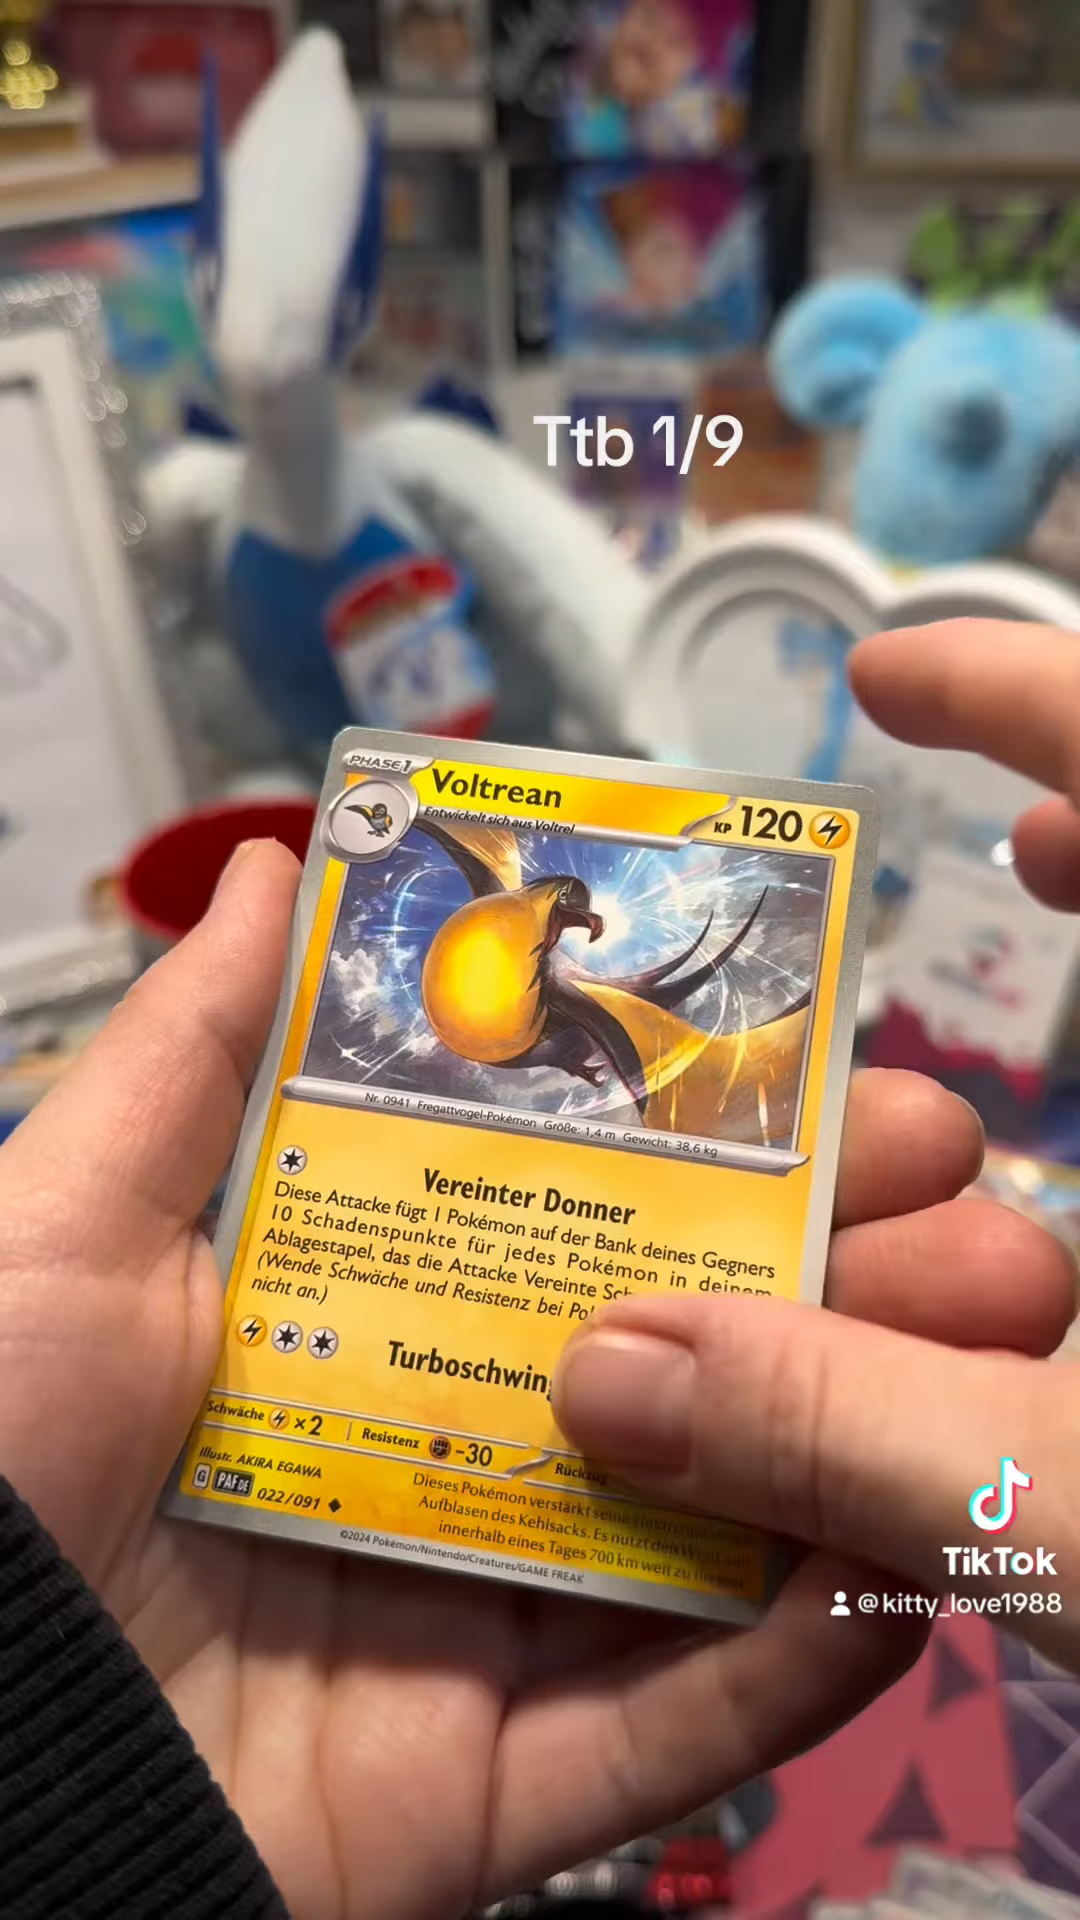 Ttb 1/9
PHASE 1
Voltrean
KP 120
Entwickelt sich aus Voltrel
Nr. 0941 Fregattvogel-Pokémon Größe: 1,4 m Gewicht: 38,6 kg
Vereinter Donner
Diese Attacke fügt 1 Pokémon auf der Bank deines Gegners
10 Schadenspunkte für jedes Pokémon in deinem
Ablagestapel, das die Attacke Vereinte
(Wende Schwäche und Resistenz bei
nicht an.)
Schwäche ×2
Resistenz -30
Rückzug
Illustr. AKIRA EGAWA
G PAF DE 022/091
Dieses Pokémon verstärkt seine
Aufblasen des Kehlsacks. Es nutzt den Wind, um
innerhalb eines Tages 700 km weit zu fliegen.
©2024 Pokémon/Nintendo/Creatures/GAME FREAK
TikTok
@kitty_love1988